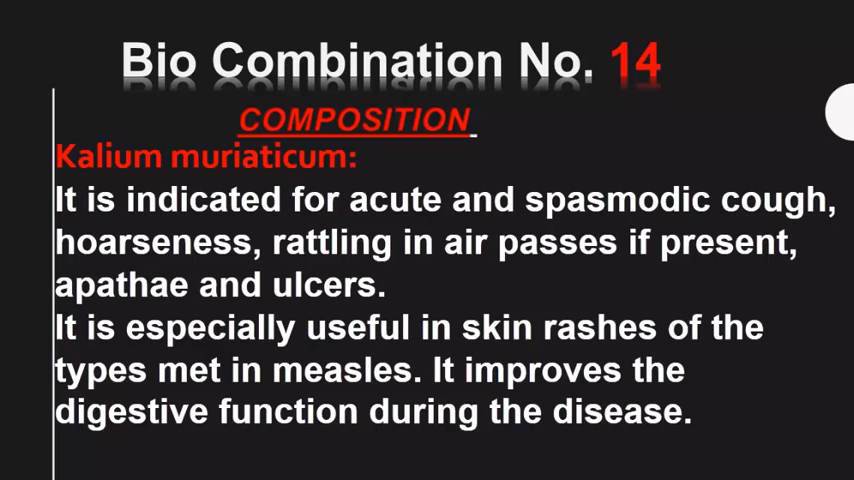 Bio Combination No. 14
COMPOSITION
Kalium muriaticum:
It is indicated for acute and spasmodic cough,
hoarseness, rattling in air passes if present,
apathae and ulcers.
It is especially useful in skin rashes of the
types met in measles. It improves the
digestive function during the disease.